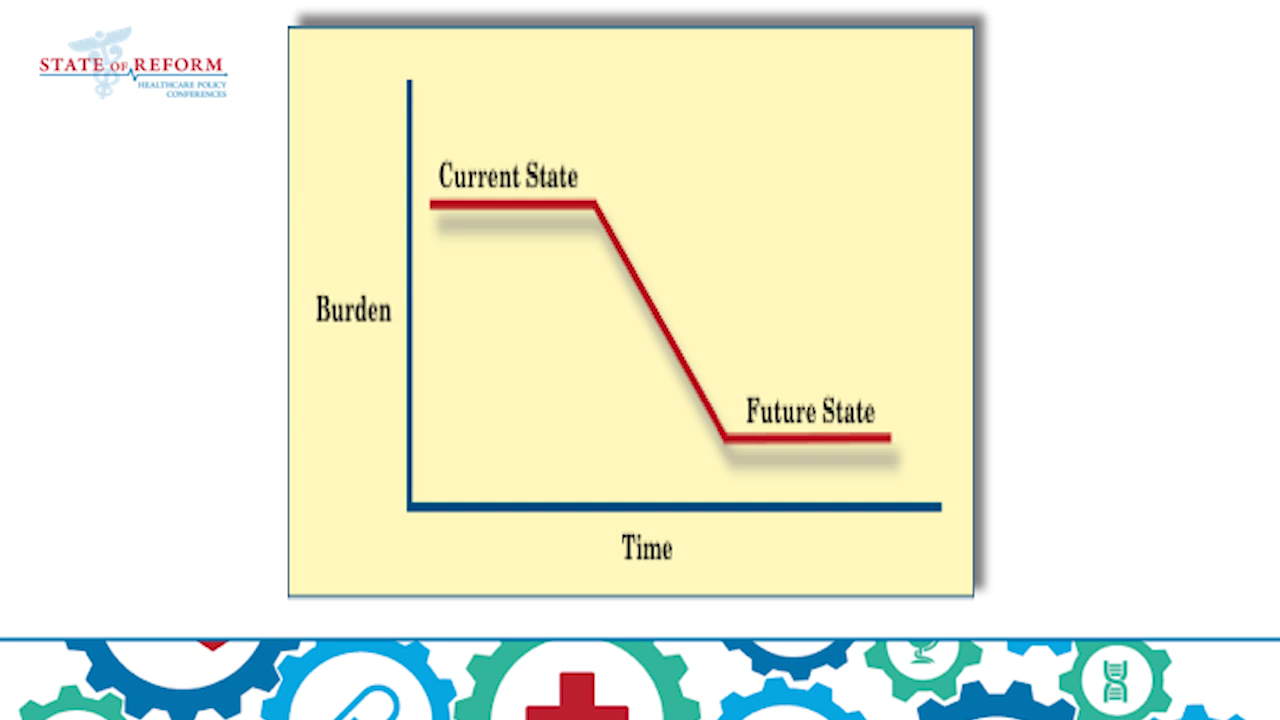 STATE OF REFORM
HEALTHCARE POLICY
CONFERENCES
Current State
Burden
Future State
Time